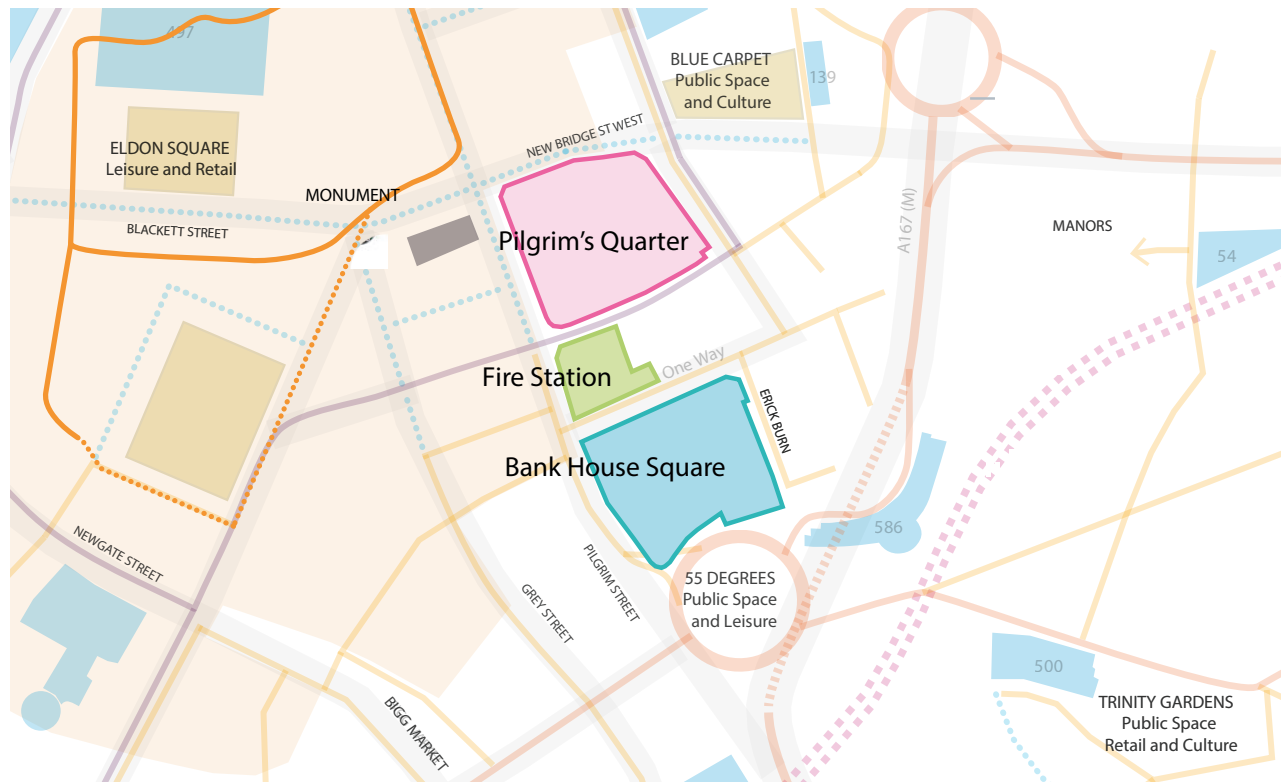 497
BLUE CARPET
Public Space
and Culture
139
ELDON SQUARE
Leisure and Retail
NEW BRIDGE ST WEST
MONUMENT
BLACKETT STREET
Pilgrim's Quarter
A167 (M)
MANORS
54
Fire Station
One Way
ERICK BURN
Bank House Square
NEWGATE STREET
586
PILGRIM STREET
GREY STREET
55 DEGREES
Public Space
and Leisure
500
BIGG MARKET
TRINITY GARDENS
Public Space
Retail and Culture